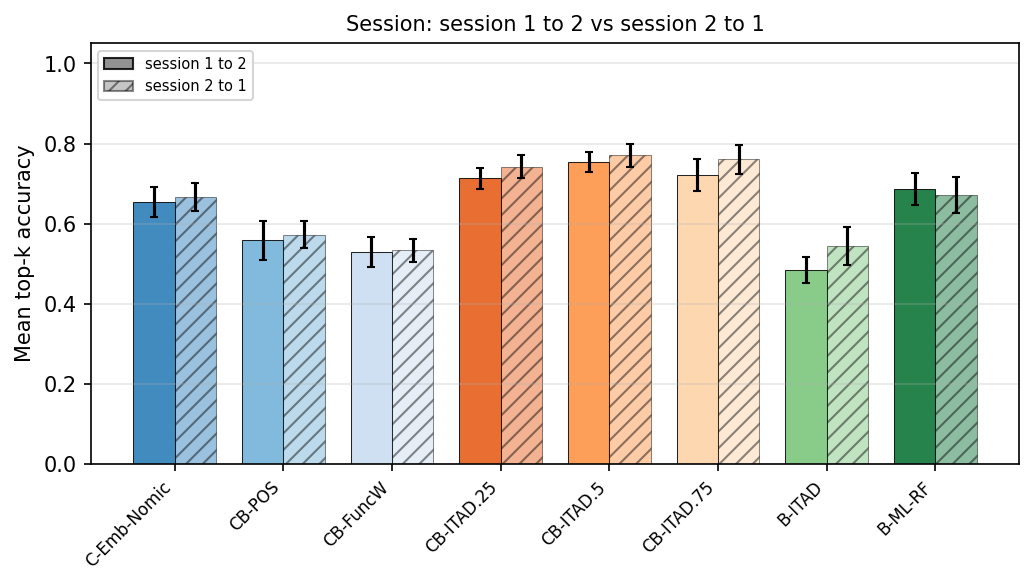 Session: session 1 to 2 vs session 2 to 1
session 1 to 2
session 2 to 1
Mean top-k accuracy
1.0
0.8
0.6
0.4
0.2
0.0
C-Emb-Nomic
CB-POS
CB-FuncW
CB-ITAD.25
CB-ITAD.5
CB-ITAD.75
B-ITAD
B-ML-RF